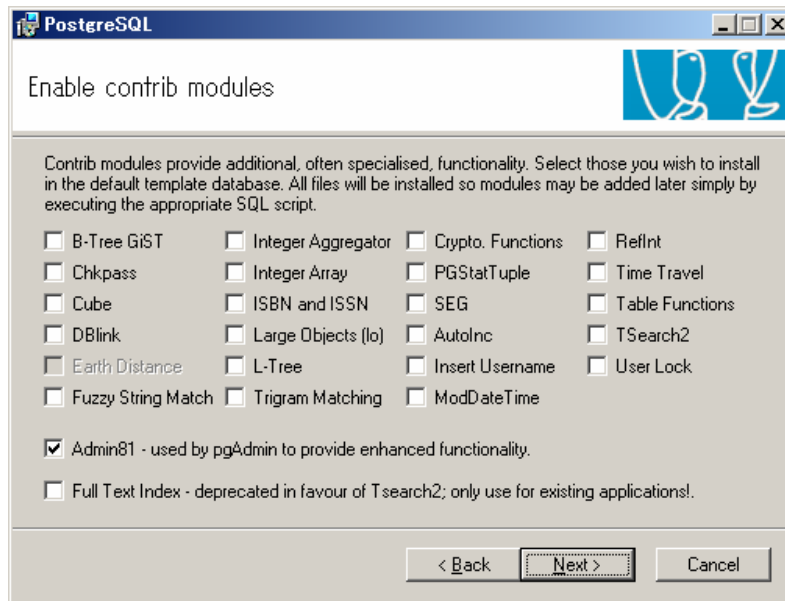 PostgreSQL
Enable contrib modules
Contrib modules provide additional, often specialised, functionality. Select those you wish to install
in the default template database. All files will be installed so modules may be added later simply by
executing the appropriate SQL script.
B-Tree GiST Integer Aggregator Crypto. Functions RefInt
Chkpass Integer Array PGStatTuple Time Travel
Cube ISBN and ISSN SEG Table Functions
DBlink Large Objects (lo) AutoInc TSearch2
Earth Distance L-Tree Insert Username User Lock
Fuzzy String Match Trigram Matching ModDateTime
Admin81 - used by pgAdmin to provide enhanced functionality.
Full Text Index - deprecated in favour of Tsearch2; only use for existing applications!.
< Back Next > Cancel